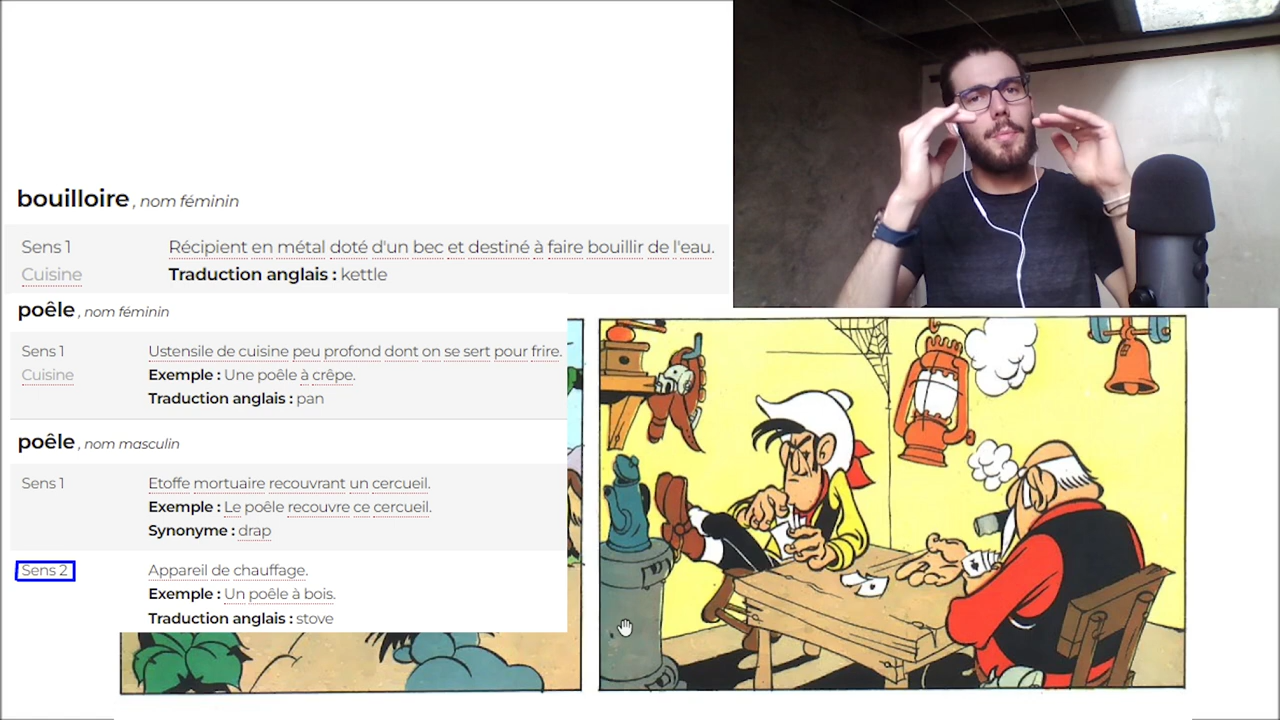 bouilloire, nom féminin
Sens 1 Récipient en métal doté d'un bec et destiné à faire bouillir de l'eau.
Cuisine Traduction anglais : kettle
poêle, nom féminin
Sens 1 Ustensile de cuisine peu profond dont on se sert pour frire.
Cuisine Exemple : Une poêle à crêpe.
Traduction anglais : pan
poêle, nom masculin
Sens 1 Etoffe mortuaire recouvrant un cercueil.
Exemple : Le poêle recouvre ce cercueil.
Synonyme : drap
Sens 2 Appareil de chauffage.
Exemple : Un poêle à bois.
Traduction anglais : stove